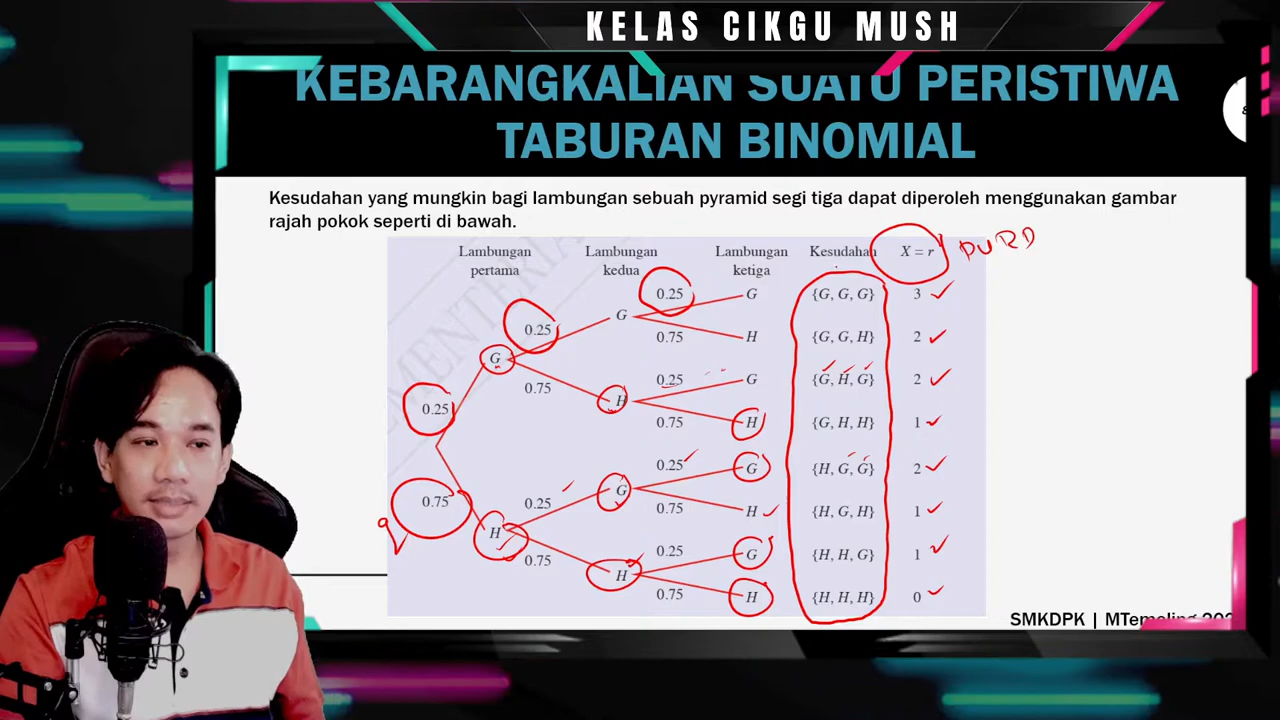 KELAS CIKGU MUSH
KEBARANGKALIAN SUATU PERISTIWA
TABURAN BINOMIAL
Kesudahan yang mungkin bagi lambungan sebuah pyramid segi tiga dapat diperoleh menggunakan gambar
rajah pokok seperti di bawah.
Lambungan pertama
Lambungan kedua
Lambungan ketiga
Kesudahan
X = r
0.25 G {G, G, G} 3
0.25 G
0.75 H {G, G, H} 2
G
0.25 G {G, H, G} 2
0.75 H
0.25
0.75 H {G, H, H} 1
0.25 G {H, G, G} 2
0.75
0.25 G
0.75 H {H, G, H} 1
H
0.25 G {H, H, G} 1
0.75 H
0.75 H {H, H, H} 0
q
SMKDPK |